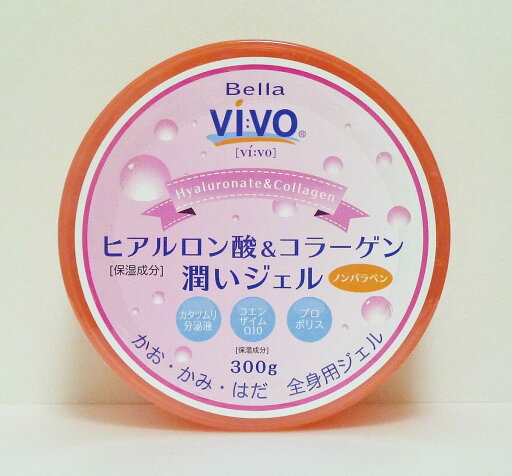 Bella
Vi:VO®
[vi:vo]
Hyaluronate&Collagen
ヒアルロン酸&コラーゲン
[保湿成分]
潤いジェル
ノンパラベン
カタツムリ
分泌液
コエン
ザイム
Q10
プロ
ポリス
[保湿成分]
300g
かお・かみ・はだ 全身用ジェル